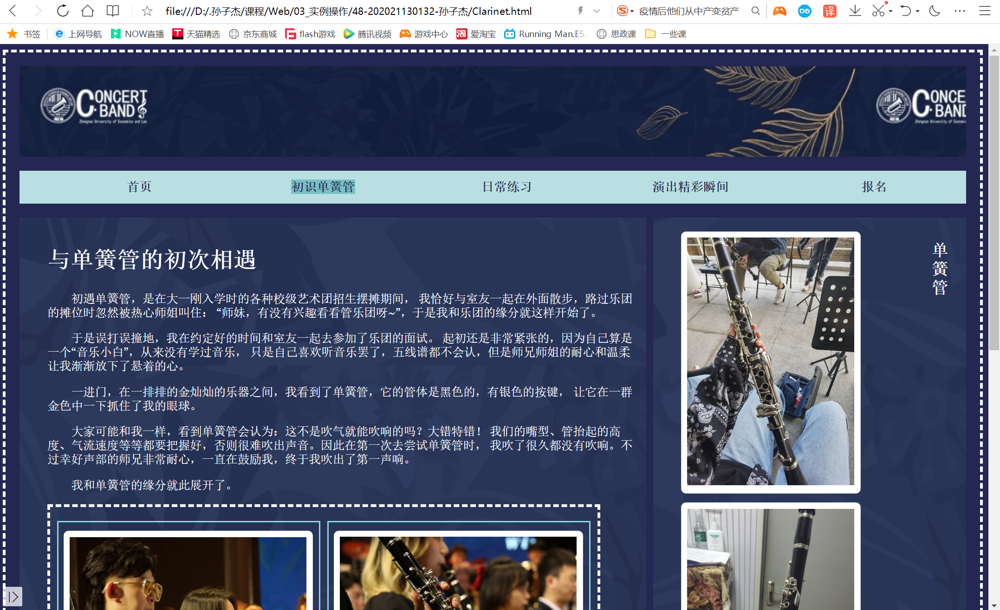 file:///D:/.孙子杰/课程/Web/03_实例操作/48-202021130132-孙子杰/Clarinet.html
疫情后他们从中产变贫产
译
书签
上网导航
NOW直播
天猫精选
京东商城
flash游戏
腾讯视频
游戏中心
淘 爱淘宝
Running Man.E52
思政课
一些课
CONCERT BAND
Zhongnan University of Economics and Law
CONCE
BAND
Zhongnan University of Economi
首页
初识单簧管
日常练习
演出精彩瞬间
报名
与单簧管的初次相遇
初遇单簧管，是在大一刚入学时的各种校级艺术团招生摆摊期间， 我恰好与室友一起在外面散步，路过乐团
的摊位时忽然被热心师姐叫住： “师妹，有没有兴趣看看管乐团呀~”，于是我和乐团的缘分就这样开始了。
于是误打误撞地，我在约定好的时间和室友一起去参加了乐团的面试。 起初还是非常紧张的，因为自己算是
一个“音乐小白”，从来没有学过音乐， 只是自己喜欢听音乐罢了，五线谱都不会认，但是师兄师姐的耐心和温柔
让我渐渐放下了悬着的心。
一进门，在一排排的金灿灿的乐器之间，我看到了单簧管，它的管体是黑色的，有银色的按键， 让它在一群
金色中一下抓住了我的眼球。
大家可能和我一样，看到单簧管会认为：这不是吹气就能吹响的吗？大错特错！ 我们的嘴型、管抬起的高
度、气流速度等等都要把握好，否则很难吹出声音。因此在第一次去尝试单簧管时， 我吹了很久都没有吹响。不
过幸好声部的师兄非常耐心，一直在鼓励我，终于我吹出了第一声响。
我和单簧管的缘分就此展开了。
单簧管